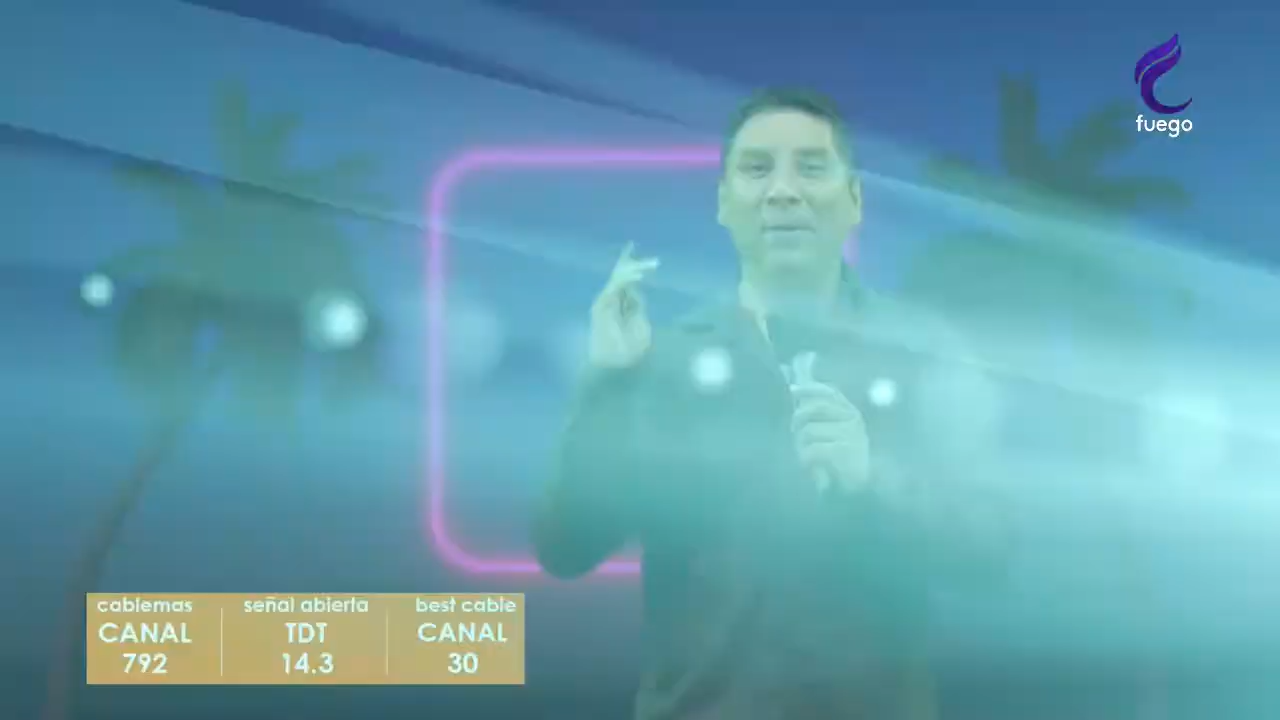 fuego
cablemas
CANAL
792
señal abierta
TDT
14.3
best cable
CANAL
30